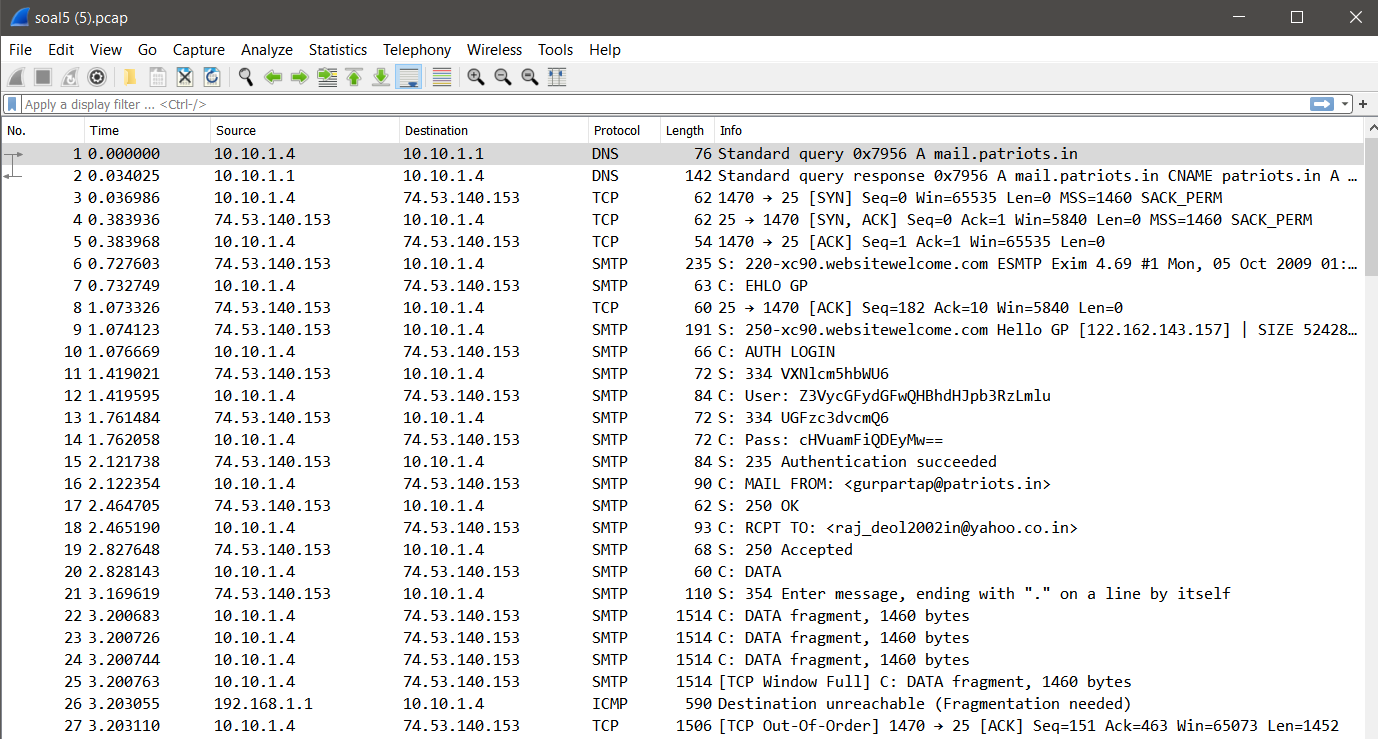 soal5 (5).pcap
File Edit View Go Capture Analyze Statistics Telephony Wireless Tools Help
Apply a display filter ... <Ctrl-/>
No. Time Source Destination Protocol Length Info
1 0.000000 10.10.1.4 10.10.1.1 DNS 76 Standard query 0x7956 A mail.patriots.in
2 0.034025 10.10.1.1 10.10.1.4 DNS 142 Standard query response 0x7956 A mail.patriots.in CNAME patriots.in A …
3 0.036986 10.10.1.4 74.53.140.153 TCP 62 1470 → 25 [SYN] Seq=0 Win=65535 Len=0 MSS=1460 SACK_PERM
4 0.383936 74.53.140.153 10.10.1.4 TCP 62 25 → 1470 [SYN, ACK] Seq=0 Ack=1 Win=5840 Len=0 MSS=1460 SACK_PERM
5 0.383968 10.10.1.4 74.53.140.153 TCP 54 1470 → 25 [ACK] Seq=1 Ack=1 Win=65535 Len=0
6 0.727603 74.53.140.153 10.10.1.4 SMTP 235 S: 220-xc90.websitewelcome.com ESMTP Exim 4.69 #1 Mon, 05 Oct 2009 01:…
7 0.732749 10.10.1.4 74.53.140.153 SMTP 63 C: EHLO GP
8 1.073326 74.53.140.153 10.10.1.4 TCP 60 25 → 1470 [ACK] Seq=182 Ack=10 Win=5840 Len=0
9 1.074123 74.53.140.153 10.10.1.4 SMTP 191 S: 250-xc90.websitewelcome.com Hello GP [122.162.143.157] | SIZE 52428…
10 1.076669 10.10.1.4 74.53.140.153 SMTP 66 C: AUTH LOGIN
11 1.419021 74.53.140.153 10.10.1.4 SMTP 72 S: 334 VXNlcm5hbWU6
12 1.419595 10.10.1.4 74.53.140.153 SMTP 84 C: User: Z3VycGFydGFwQHBhdHJpb3RzLmlu
13 1.761484 74.53.140.153 10.10.1.4 SMTP 72 S: 334 UGFzc3dvcmQ6
14 1.762058 10.10.1.4 74.53.140.153 SMTP 72 C: Pass: cHVuamFiQDEyMw==
15 2.121738 74.53.140.153 10.10.1.4 SMTP 84 S: 235 Authentication succeeded
16 2.122354 10.10.1.4 74.53.140.153 SMTP 90 C: MAIL FROM: <gurpartap@patriots.in>
17 2.464705 74.53.140.153 10.10.1.4 SMTP 62 S: 250 OK
18 2.465190 10.10.1.4 74.53.140.153 SMTP 93 C: RCPT TO: <raj_deol2002in@yahoo.co.in>
19 2.827648 74.53.140.153 10.10.1.4 SMTP 68 S: 250 Accepted
20 2.828143 10.10.1.4 74.53.140.153 SMTP 60 C: DATA
21 3.169619 74.53.140.153 10.10.1.4 SMTP 110 S: 354 Enter message, ending with "." on a line by itself
22 3.200683 10.10.1.4 74.53.140.153 SMTP 1514 C: DATA fragment, 1460 bytes
23 3.200726 10.10.1.4 74.53.140.153 SMTP 1514 C: DATA fragment, 1460 bytes
24 3.200744 10.10.1.4 74.53.140.153 SMTP 1514 C: DATA fragment, 1460 bytes
25 3.200763 10.10.1.4 74.53.140.153 SMTP 1514 [TCP Window Full] C: DATA fragment, 1460 bytes
26 3.203055 192.168.1.1 10.10.1.4 ICMP 590 Destination unreachable (Fragmentation needed)
27 3.203110 10.10.1.4 74.53.140.153 TCP 1506 [TCP Out-Of-Order] 1470 → 25 [ACK] Seq=151 Ack=463 Win=65073 Len=1452